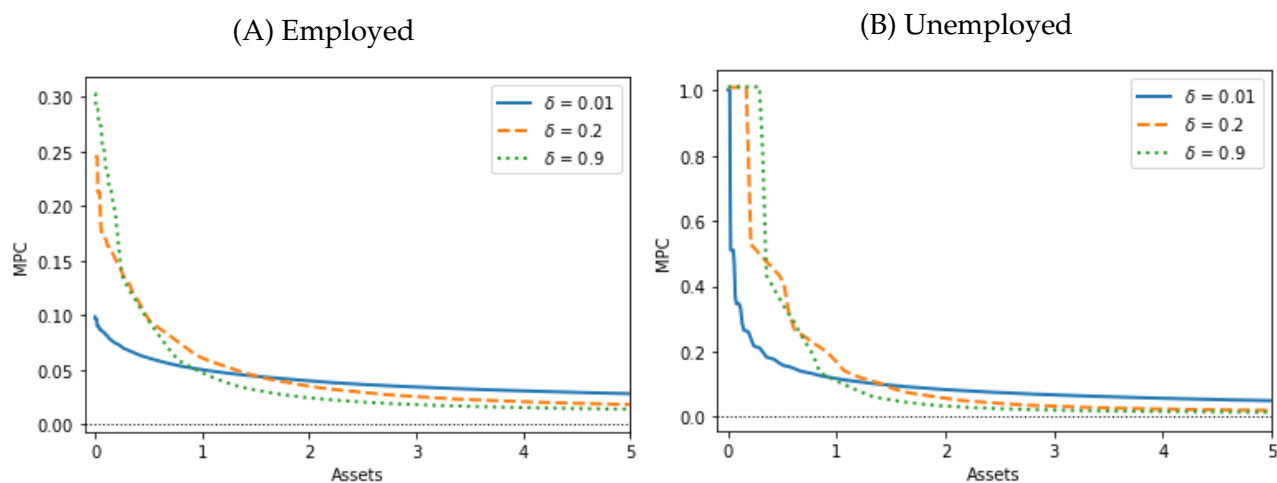 (A) Employed
0.30
0.25
0.20
0.15
0.10
0.05
0.00
MPC
0
1
2
3
4
5
Assets
δ = 0.01
δ = 0.2
δ = 0.9
(B) Unemployed
1.0
0.8
0.6
0.4
0.2
0.0
MPC
0
1
2
3
4
5
Assets
δ = 0.01
δ = 0.2
δ = 0.9